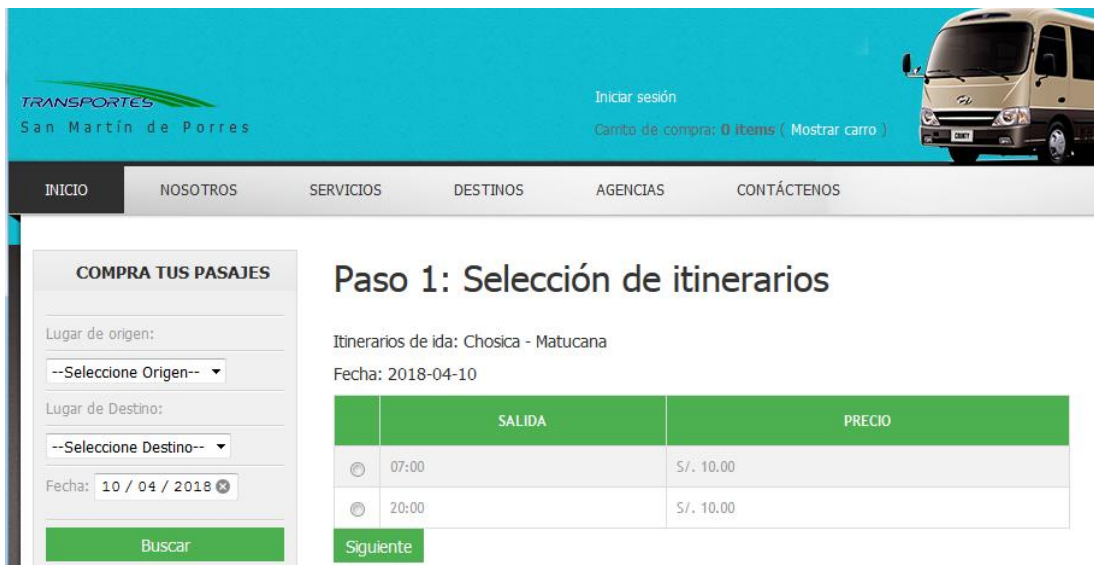 TRANSPORTES
San Martín de Porres
Iniciar sesión
Carrito de compra: 0 items ( Mostrar carro )
COUNTY
INICIO NOSOTROS SERVICIOS DESTINOS AGENCIAS CONTÁCTENOS
COMPRA TUS PASAJES
Lugar de origen:
--Seleccione Origen--
Lugar de Destino:
--Seleccione Destino--
Fecha: 10 / 04 / 2018
Buscar
Paso 1: Selección de itinerarios
Itinerarios de ida: Chosica - Matucana
Fecha: 2018-04-10
SALIDA PRECIO
07:00 S/. 10.00
20:00 S/. 10.00
Siguiente